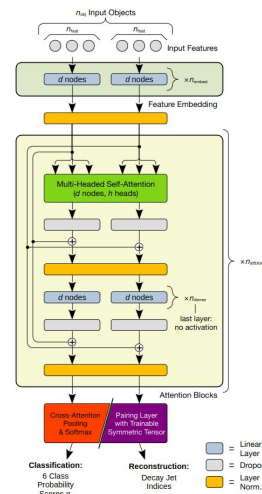 n_obj Input Objects
n_feat n_feat
Input Features
d nodes d nodes ×n_embed
Feature Embedding
Multi-Headed Self-Attention
(d nodes, h heads)
d nodes d nodes ×n_dense
last layer:
no activation
Attention Blocks
Cross-Attention
Pooling
& Softmax
Pairing Layer
with Trainable
Symmetric Tensor
Classification:
6 Class
Probability
Reconstruction:
Decay Jet
Indices
= Linear
Layer
= Dropo
= Layer
Norm.